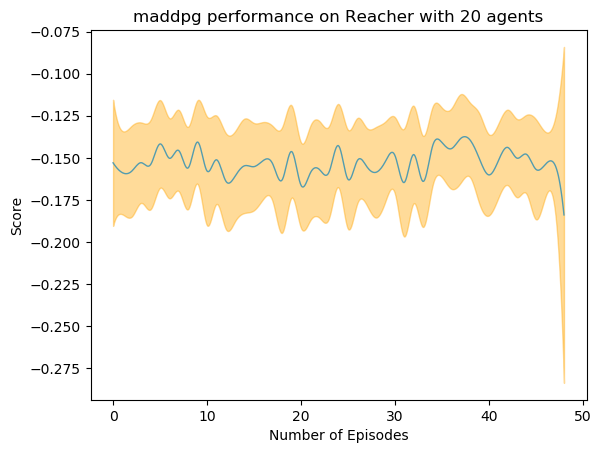 maddpg performance on Reacher with 20 agents
−0.075
−0.100
−0.125
−0.150
−0.175
−0.200
−0.225
−0.250
−0.275
Score
0 10 20 30 40 50
Number of Episodes